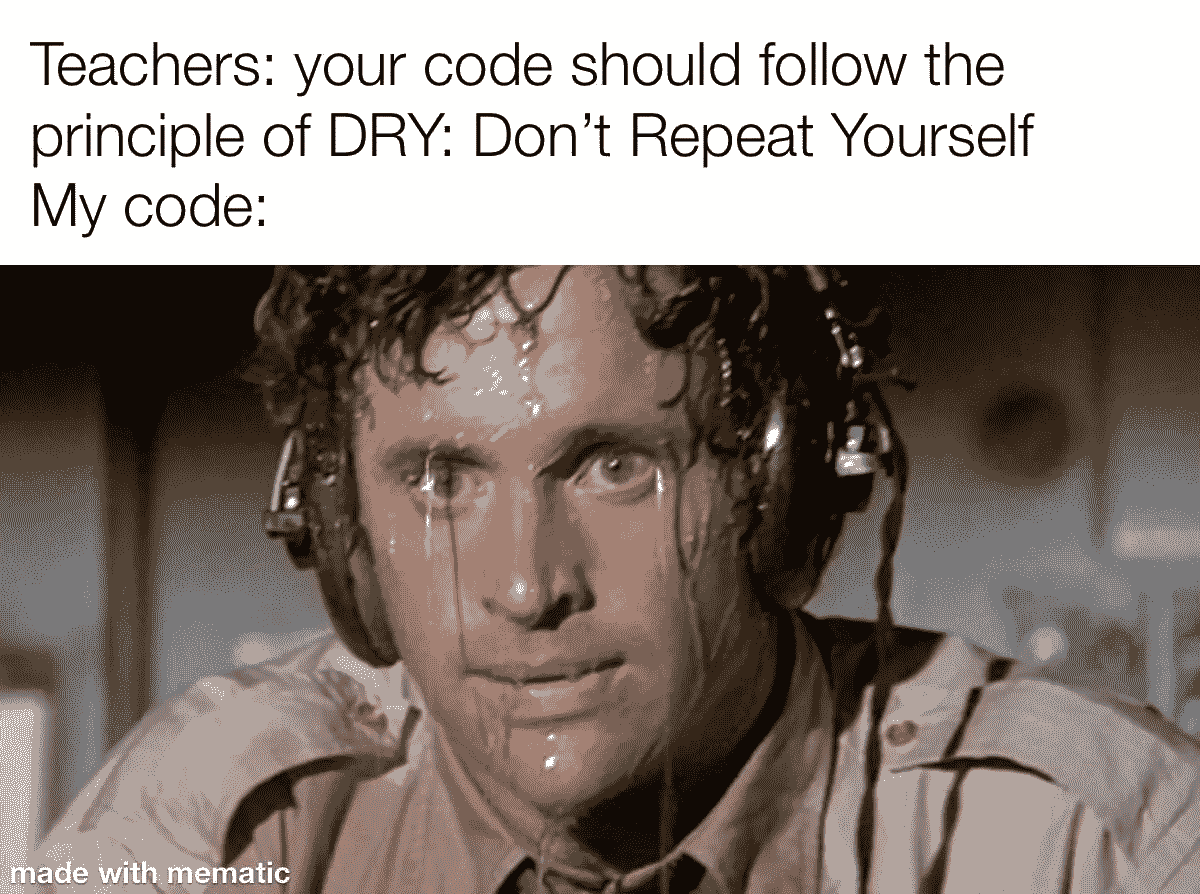 Teachers: your code should follow the
principle of DRY: Don’t Repeat Yourself
My code:
made with mematic